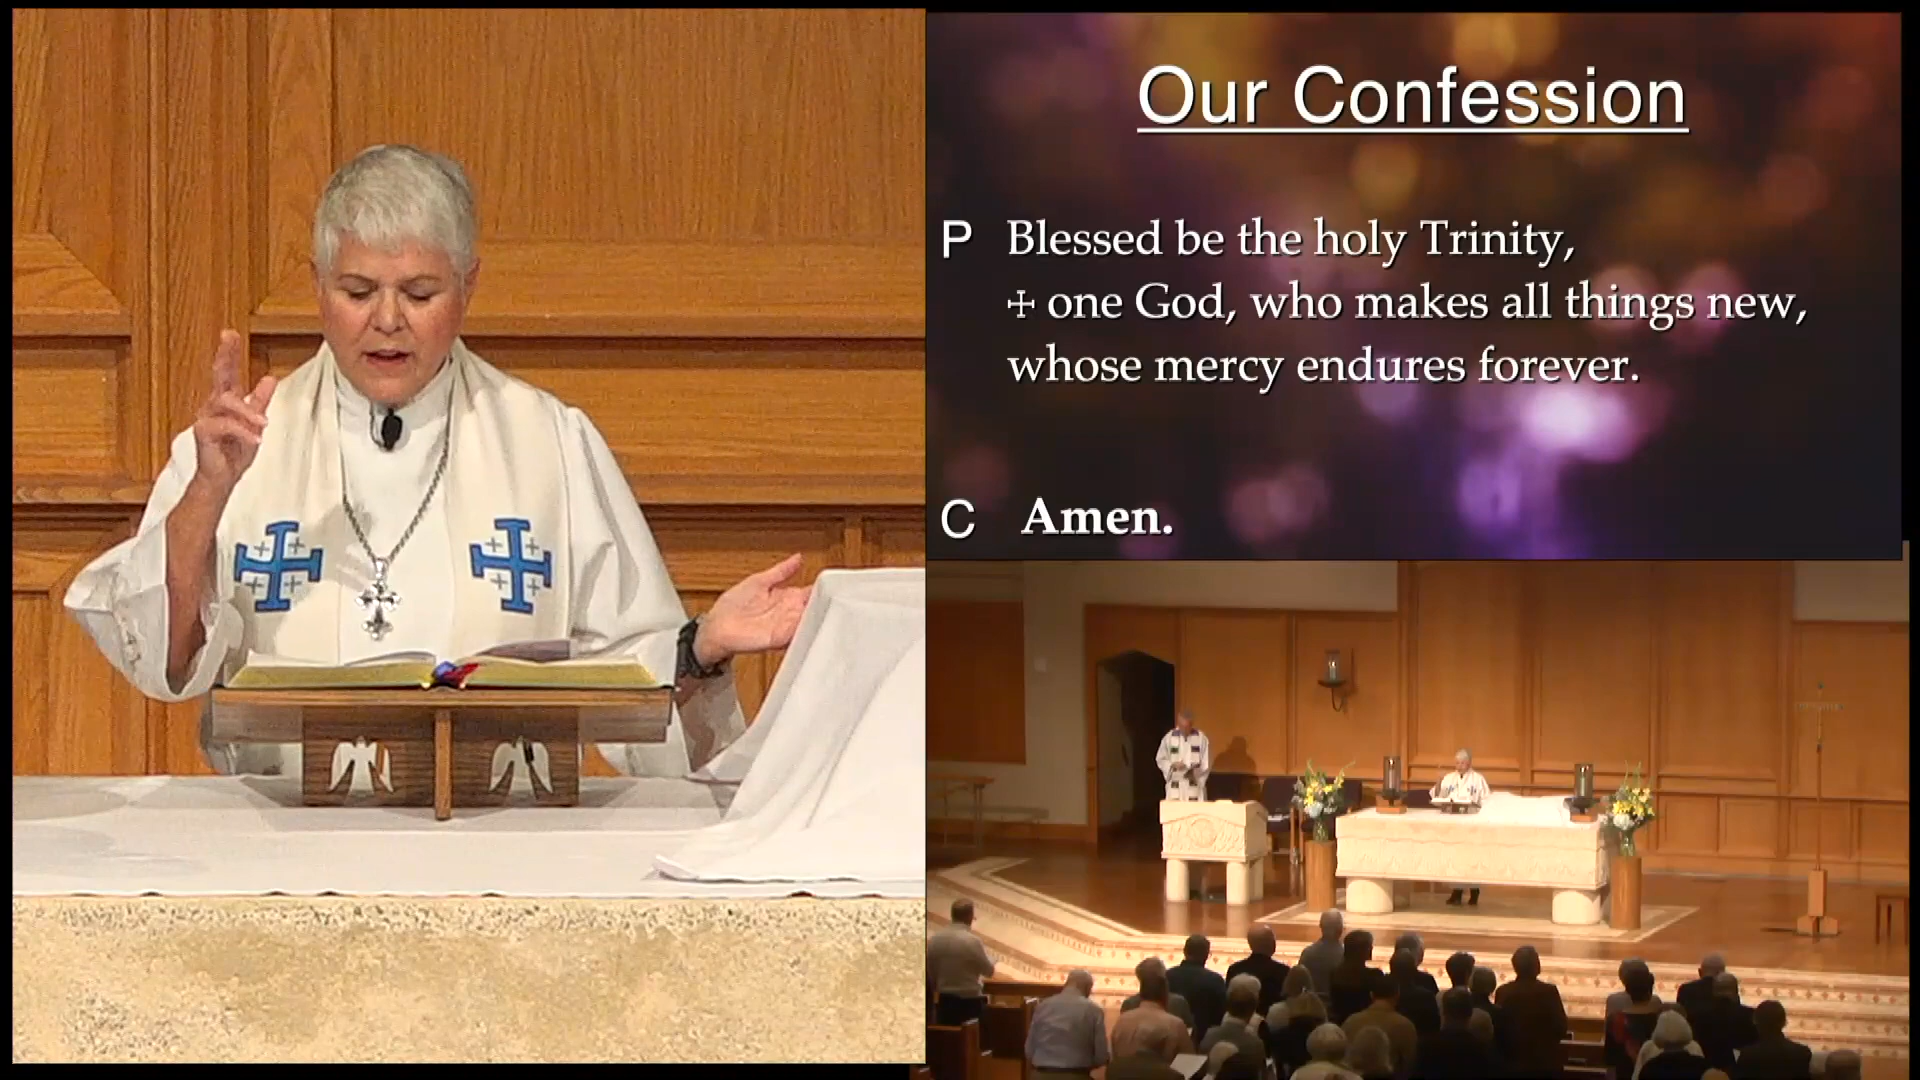 Our Confession
P Blessed be the holy Trinity,
☩ one God, who makes all things new,
whose mercy endures forever.
C Amen.